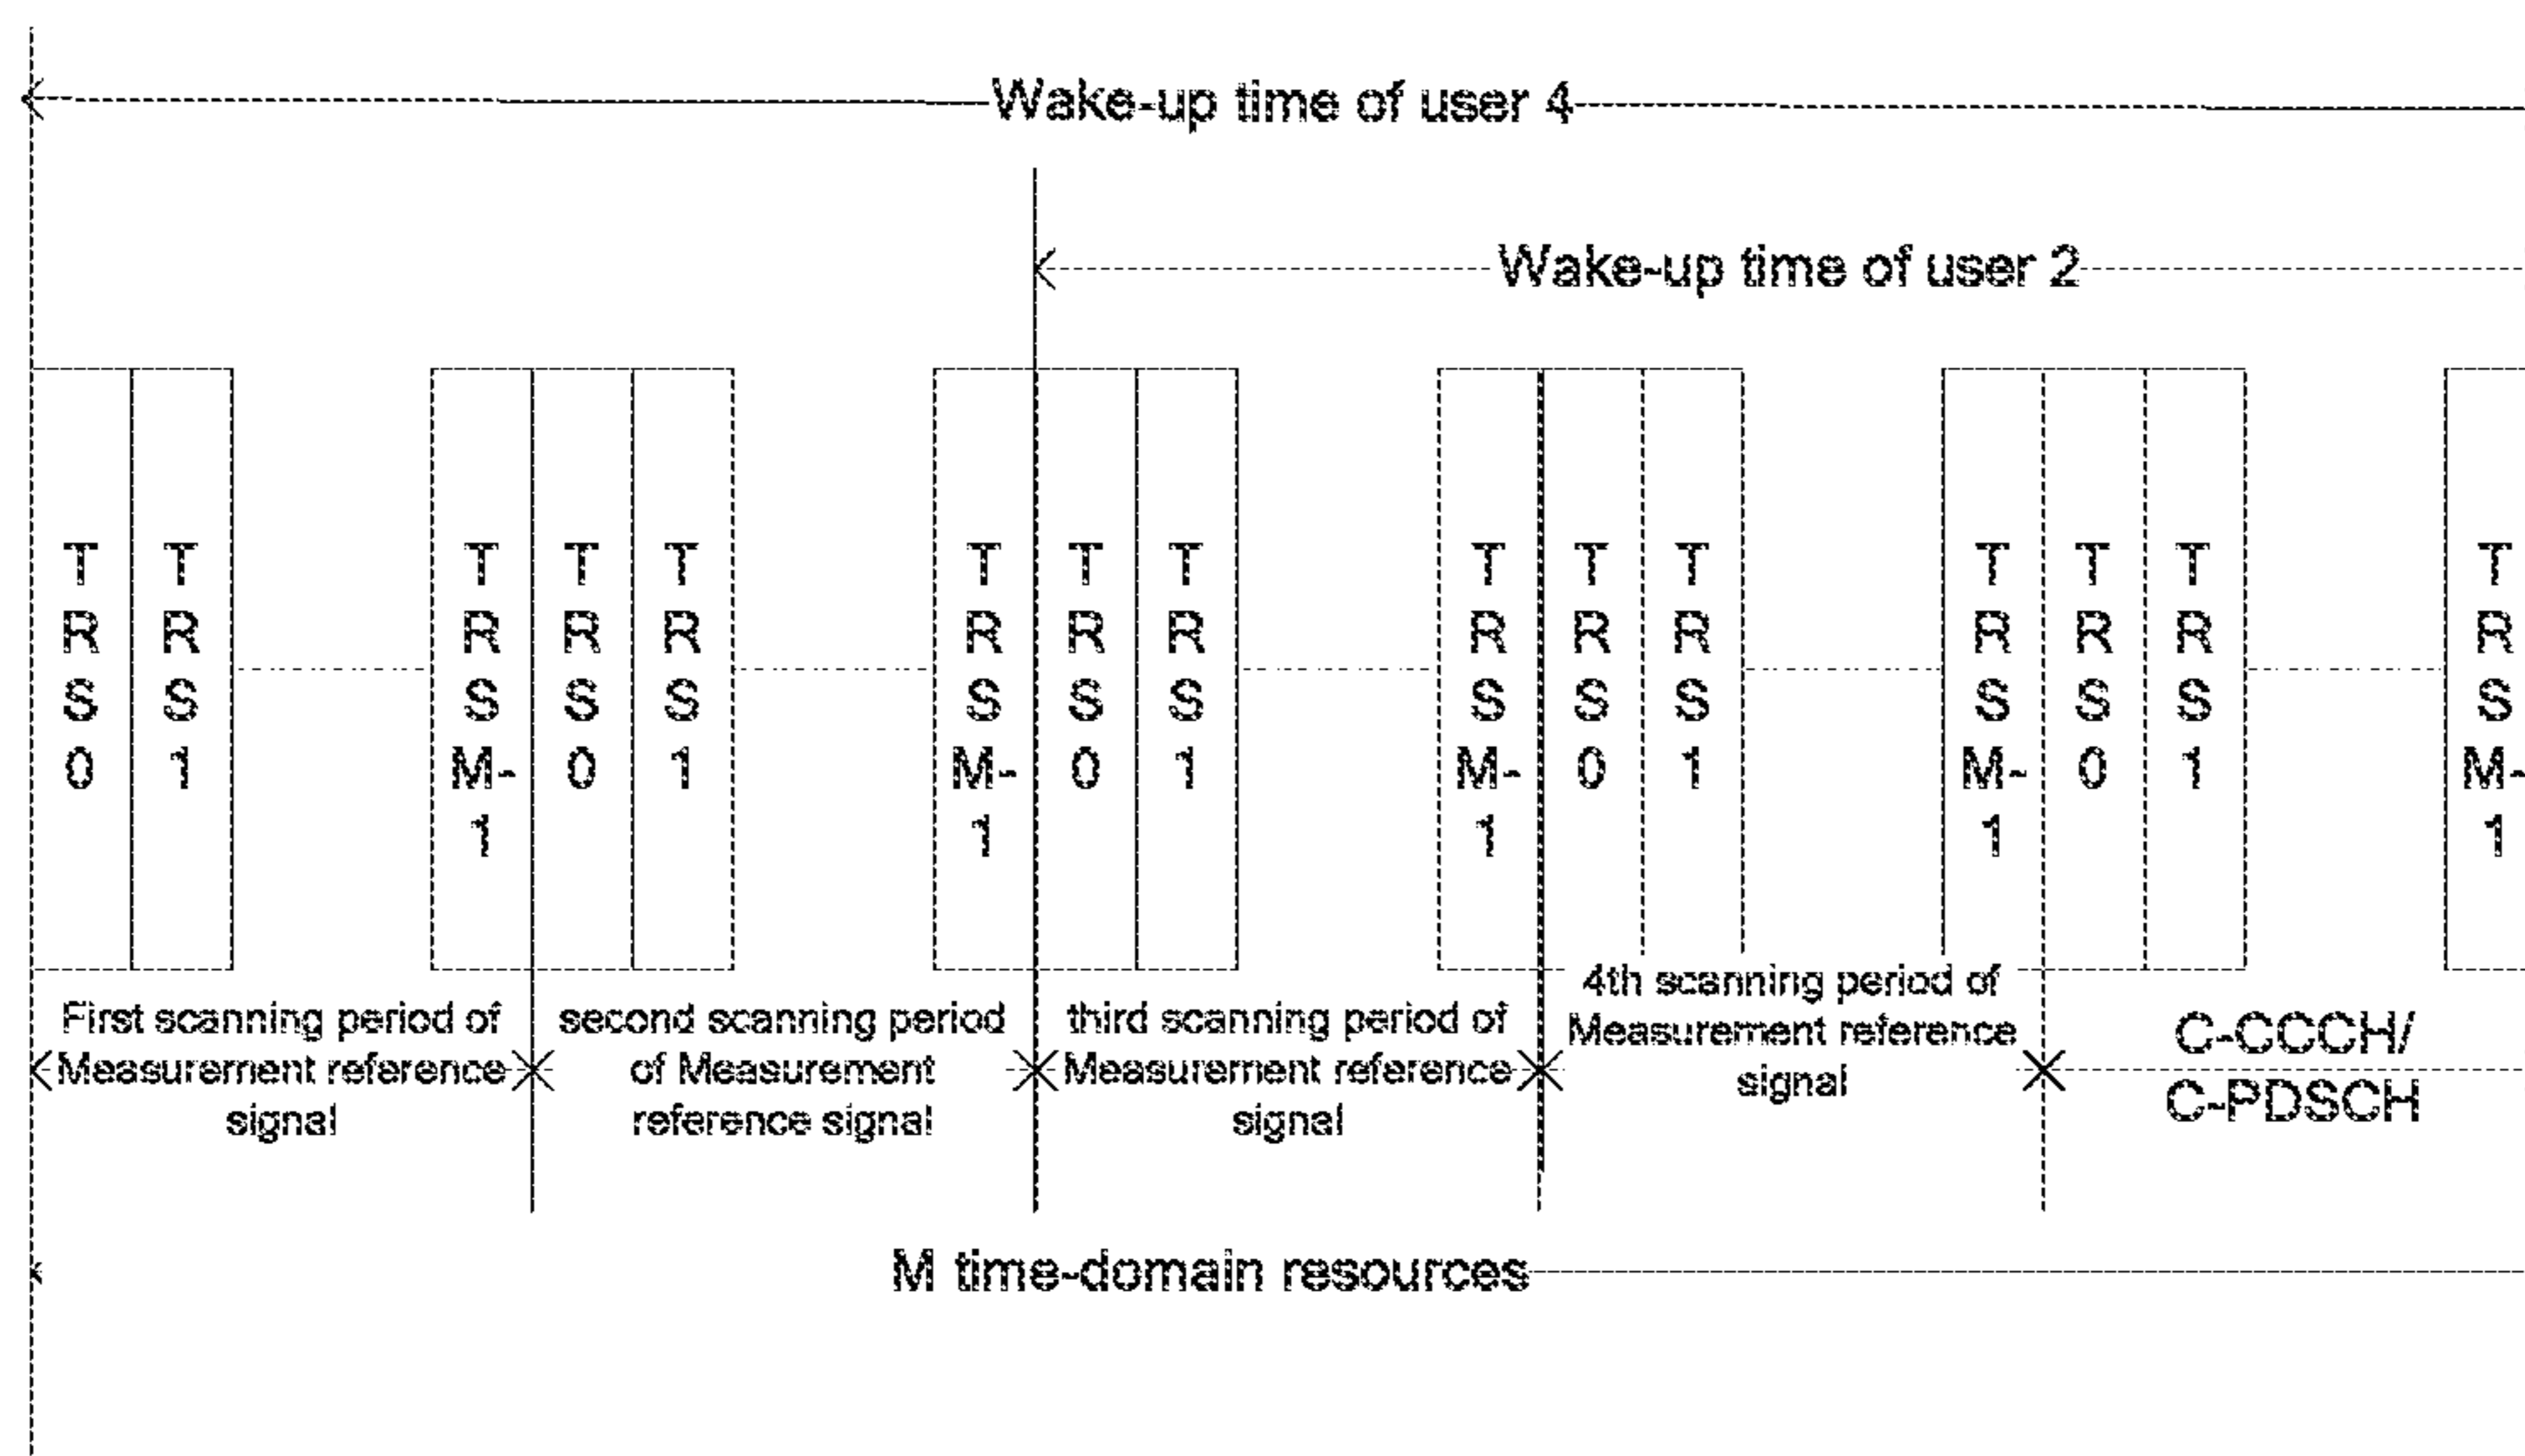 Wake-up time of user 4
Wake-up time of user 2
T
R
S
0
T
R
S
1
T
R
S
M-
1
T
R
S
0
T
R
S
1
T
R
S
M-
1
T
R
S
0
T
R
S
1
T
R
S
M-
1
T
R
S
0
T
R
S
1
T
R
S
M-
1
T
R
S
0
T
R
S
1
T
R
S
M-
1
First scanning period of
Measurement reference
signal
second scanning period
of Measurement
reference signal
third scanning period of
Measurement reference
signal
4th scanning period of
Measurement reference
signal
C-CCCH/
C-PDSCH
M time-domain resources